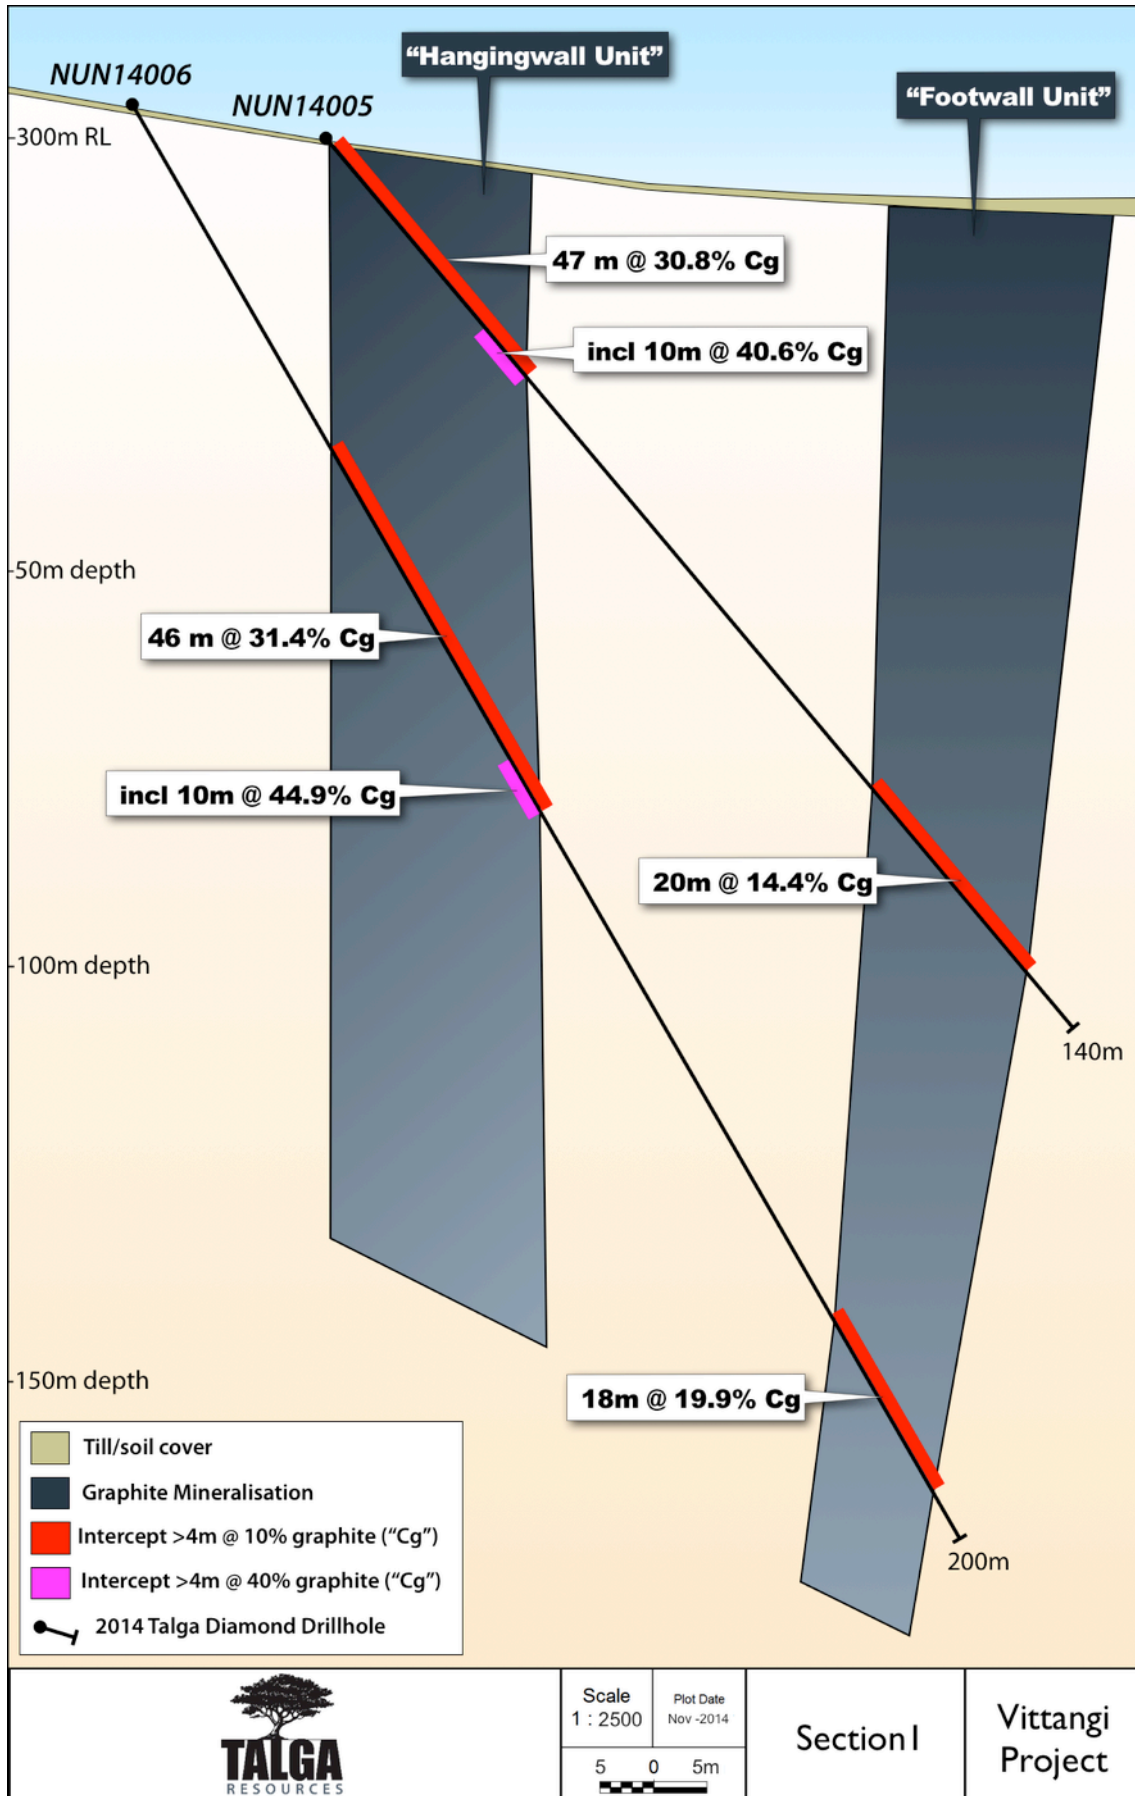 NUN14006
NUN14005
“Hangingwall Unit”
“Footwall Unit”
300m RL
47 m @ 30.8% Cg
incl 10m @ 40.6% Cg
50m depth
46 m @ 31.4% Cg
incl 10m @ 44.9% Cg
20m @ 14.4% Cg
100m depth
140m
150m depth
18m @ 19.9% Cg
200m
Till/soil cover
Graphite Mineralisation
Intercept >4m @ 10% graphite (“Cg”)
Intercept >4m @ 40% graphite (“Cg”)
2014 Talga Diamond Drillhole
TALGA
RESOURCES
Scale
1 : 2500
Plot Date
Nov -2014
5 0 5m
Section1
Vittangi
Project